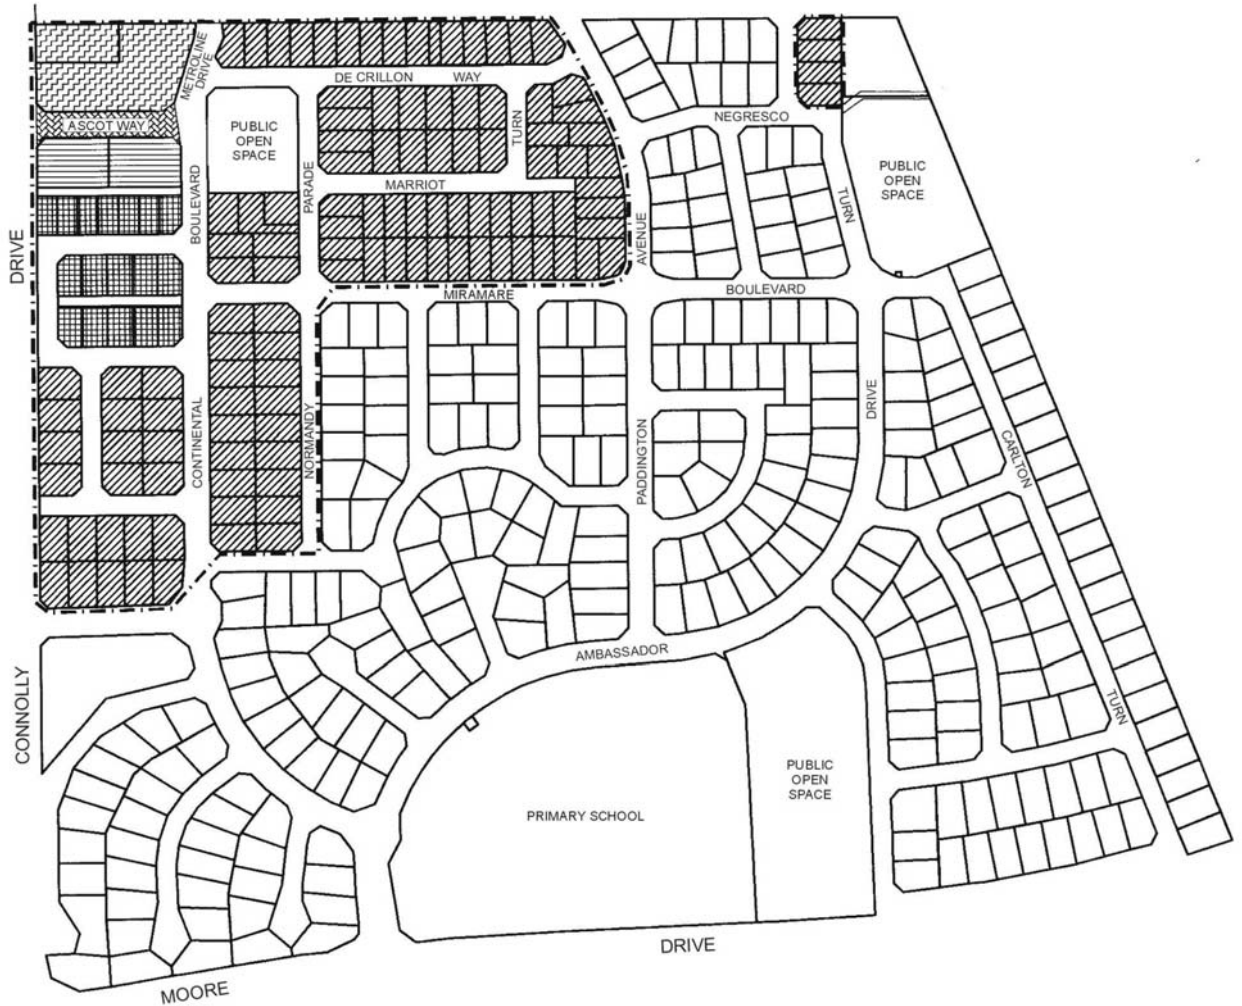 METROLINE
DRIVE
DE CRILLON WAY
ASCOT WAY
PUBLIC
OPEN
SPACE
TURN
NEGRESCO
PUBLIC
OPEN
SPACE
BOULEVARD
PARADE
MARRIOT
TURN
AVENUE
DRIVE
MIRAMARE
BOULEVARD
CONTINENTAL
NORMANDY
PADDINGTON
DRIVE
CARLTON
AMBASSADOR
CONNOLLY
TURN
PUBLIC
OPEN
SPACE
PRIMARY SCHOOL
DRIVE
MOORE